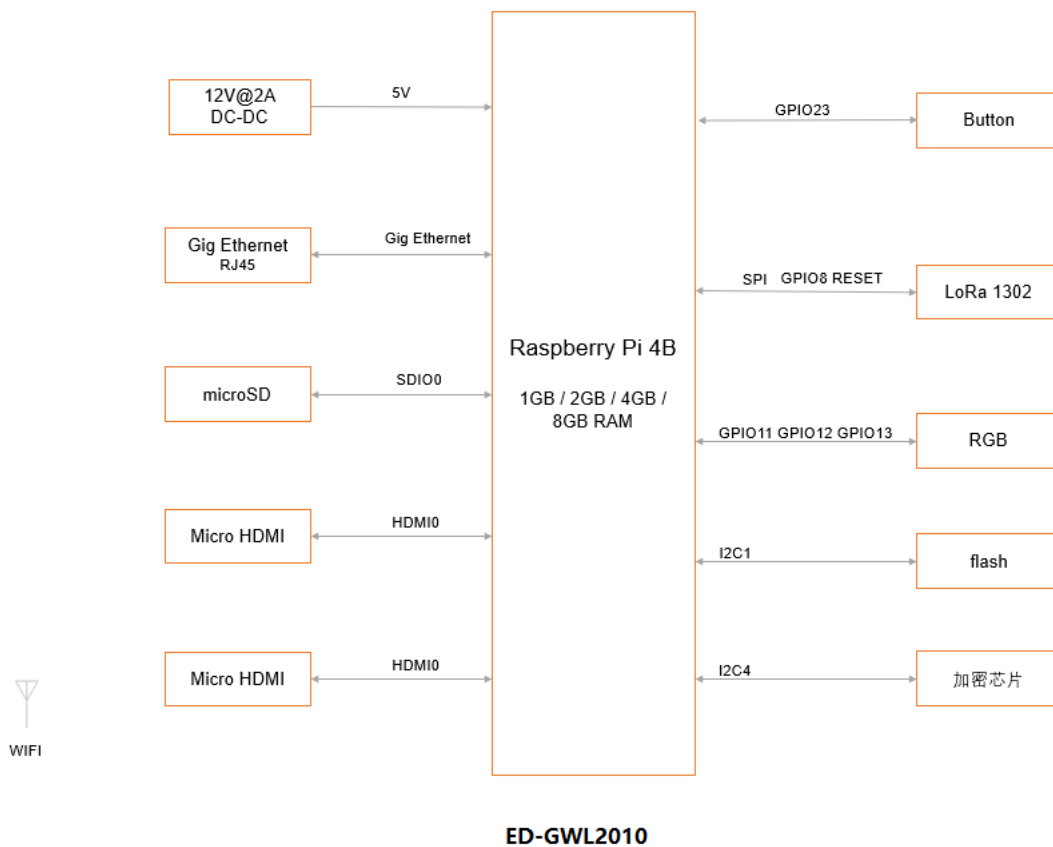 12V@2A
DC-DC
5V
Gig Ethernet
RJ45
Gig Ethernet
microSD
SDIO0
Micro HDMI
HDMI0
Micro HDMI
HDMI0
WIFI
Raspberry Pi 4B
1GB / 2GB / 4GB /
8GB RAM
GPIO23
Button
SPI GPIO8 RESET
LoRa 1302
GPIO11 GPIO12 GPIO13
RGB
I2C1
flash
I2C4
加密芯片
ED-GWL2010